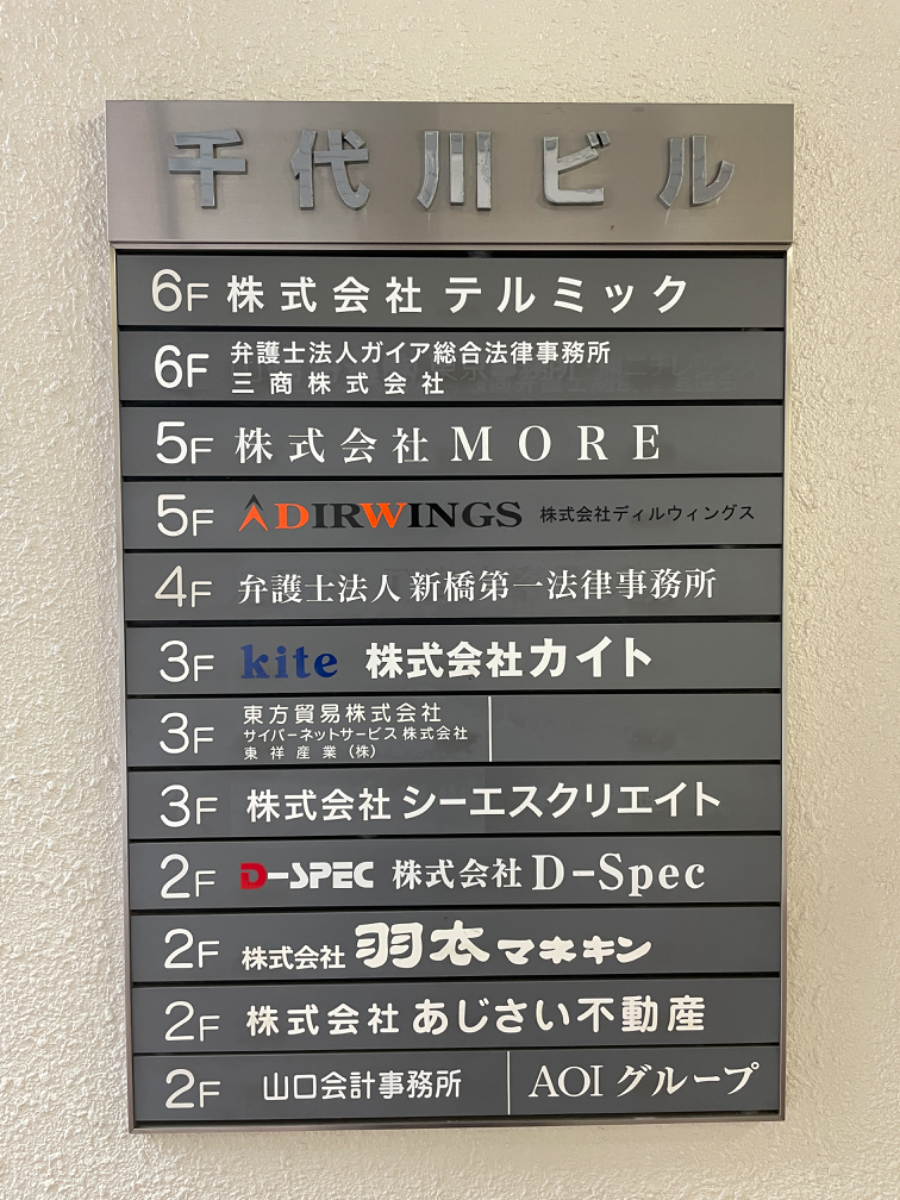 千代川ビル
6F 株式会社 テルミック
6F 弁護士法人ガイア総合法律事務所
三商株式会社
5F 株式会社 MORE
5F DIRWINGS 株式会社ディルウィングス
4F 弁護士法人 新橋第一法律事務所
3F kite 株式会社カイト
3F 東方貿易株式会社
サイバーネットサービス 株式会社
東祥産業(株)
3F 株式会社 シーエスクリエイト
2F D-SPEC 株式会社 D-Spec
2F 株式会社 羽衣マネキン
2F 株式会社 あじさい不動産
2F 山口会計事務所 AOI グループ